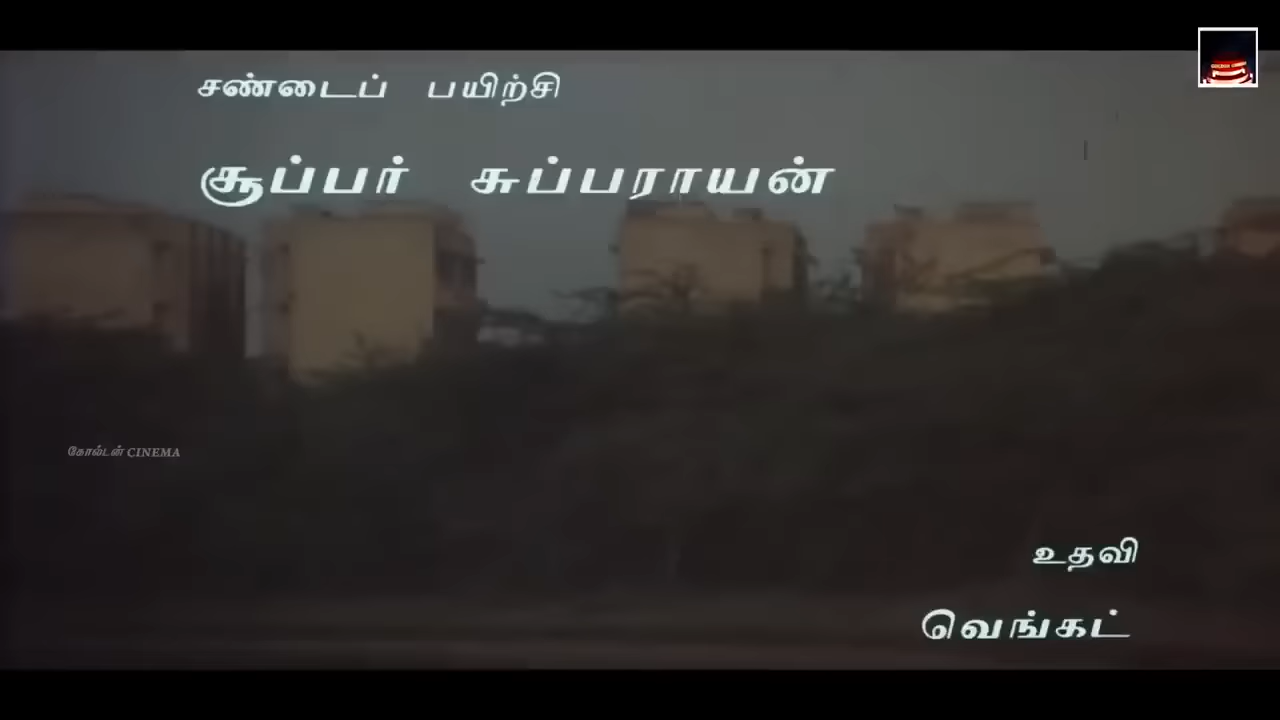 சண்டைப் பயிற்சி
சூப்பர் சுப்பராயன்
கோல்டன் CINEMA
உதவி
வெங்கட்